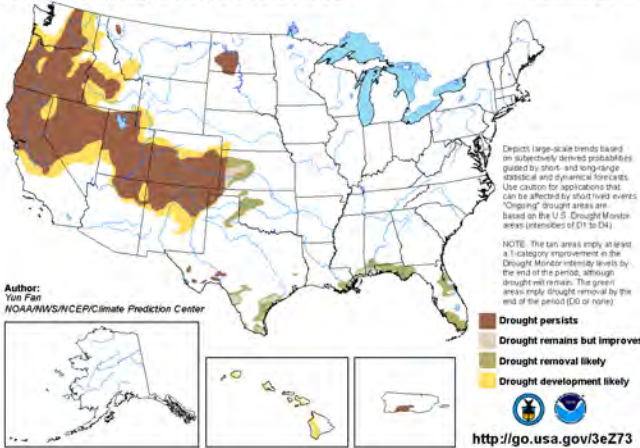 Depicts large-scale trends based
on subjectively derived probabilities
guided by short- and long-range
statistical and dynamical forecasts.
Use caution for applications that
can be affected by short lived events.
"Ongoing" drought areas are
based on the U.S. Drought Monitor
areas (intensities of D1 to D4).
NOTE: The tan areas imply at least
a 1-category improvement in the
Drought Monitor intensity levels by
the end of the period, although
drought will remain. The green
areas imply drought removal by the
end of the period (D0 or none).
Author:
Yun Fan
NOAA/NWS/NCEP/Climate Prediction Center
Drought persists
Drought remains but improves
Drought removal likely
Drought development likely
http://go.usa.gov/3eZ73